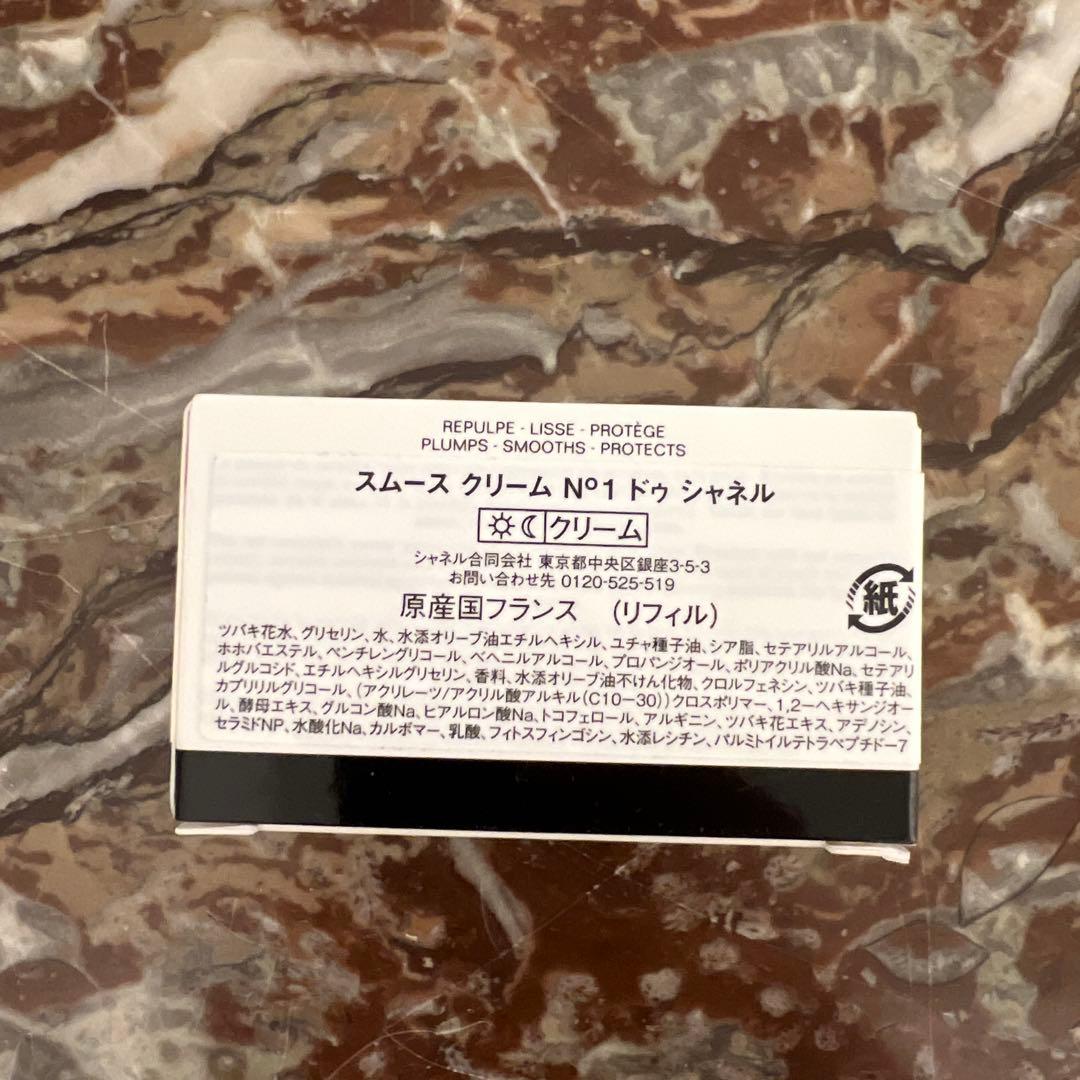 REPULPE - LISSE - PROTÈGE
PLUMPS - SMOOTHS - PROTECTS
スムース クリーム Nº1 ドゥ シャネル
クリーム
シャネル合同会社 東京都中央区銀座3-5-3
お問い合わせ先 0120-525-519
原産国フランス (リフィル)
紙
ツバキ花水、グリセリン、水、水添オリーブ油エチルヘキシル、ユチャ種子油、シア脂、セテアリルアルコール、
ホホバエステル、ペンチレングリコール、ベヘニルアルコール、プロパンジオール、ポリアクリル酸Na、セテアリ
ルグルコシド、エチルヘキシルグリセリン、香料、水添オリーブ油不けん化物、クロルフェネシン、ツバキ種子油、
カプリリルグリコール、(アクリレーツ/アクリル酸アルキル(C10-30))クロスポリマー、1,2-ヘキサンジオー
ル、酵母エキス、グルコン酸Na、ヒアルロン酸Na、トコフェロール、アルギニン、ツバキ花エキス、アデノシン、
セラミドNP、水酸化Na、カルボマー、乳酸、フィトスフィンゴシン、水添レシチン、パルミトイルテトラペプチド-7